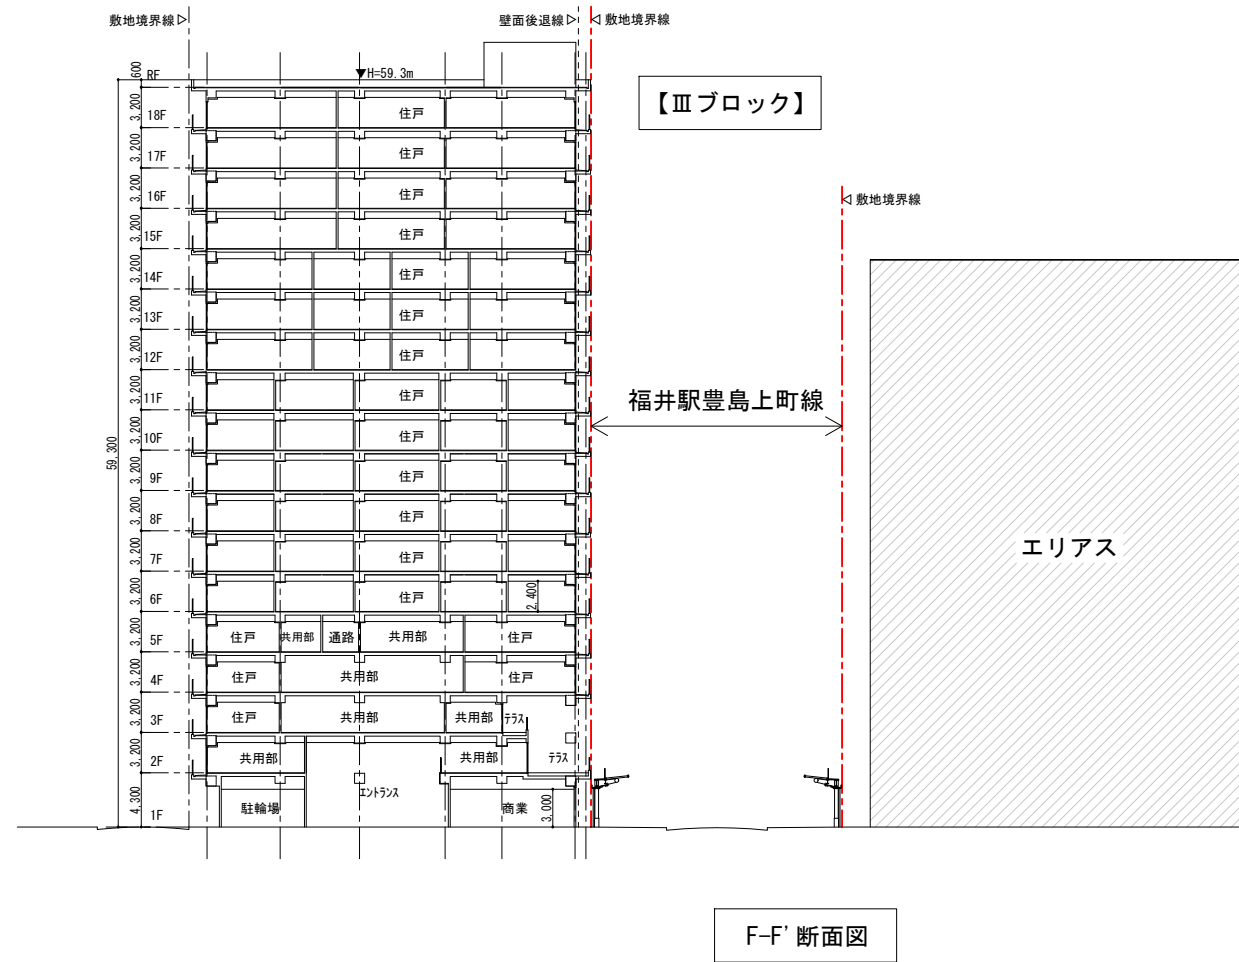 敷地境界線
壁面後退線
敷地境界線
H=59.3m
【Ⅲブロック】
600 RF
3,200 18F 住戸
3,200 17F 住戸
3,200 16F 住戸
敷地境界線
3,200 15F 住戸
3,200 14F 住戸
3,200 13F 住戸
3,200 12F 住戸
3,200 11F 住戸
福井駅豊島上町線
59,300
3,200 10F 住戸
3,200 9F 住戸
3,200 8F 住戸
3,200 7F 住戸
エリアス
3,200 6F 住戸 2,400
3,200 5F 住戸 共用部 通路 共用部 住戸
3,200 4F 住戸 共用部 住戸
3,200 3F 住戸 共用部 共用部 テラス
3,200 2F 共用部 共用部 テラス
4,300 1F 駐輪場 エントランス 商業 3,000
F-F’断面図